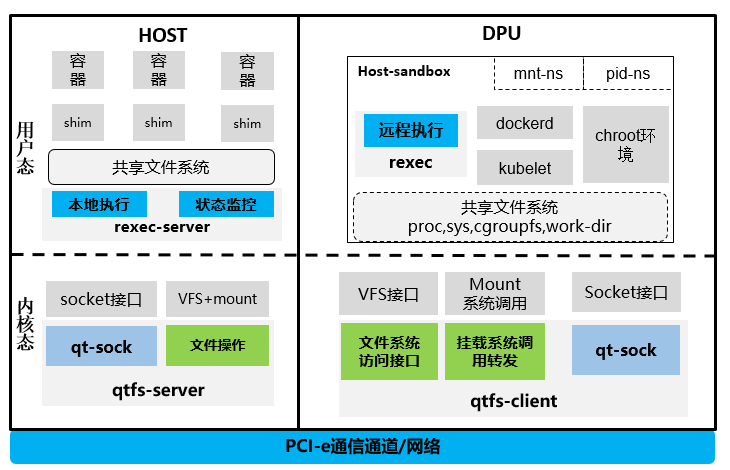 HOST
容
器
容
器
容
器
shim
shim
shim
共享文件系统
本地执行
状态监控
rexec-server
DPU
Host-sandbox
mnt-ns
pid-ns
远程执行
rexec
dockerd
kubelet
chroot环
境
共享文件系统
proc,sys,cgroupfs,work-dir
用户态
内核态
socket接口
VFS+mount
qt-sock
文件操作
qtfs-server
VFS接口
Mount
系统调用
Socket接口
文件系统
访问接口
挂载系统调
用转发
qt-sock
qtfs-client
PCI-e通信通道/网络